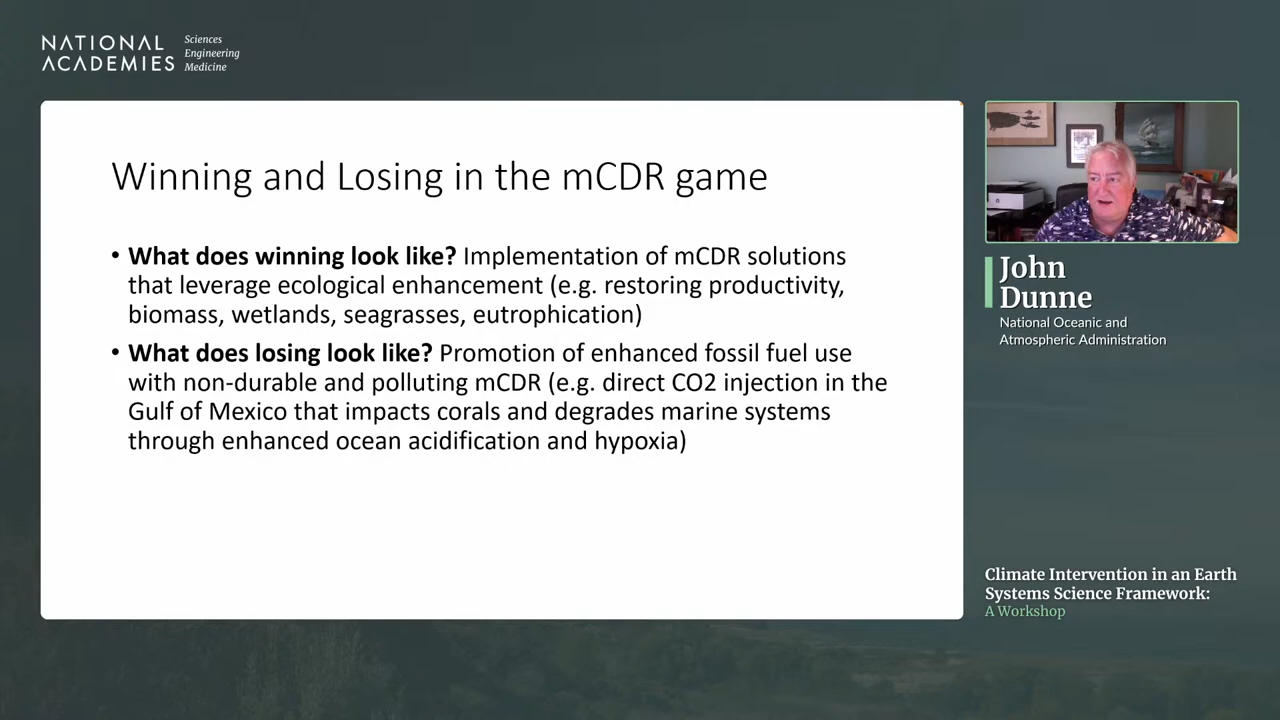 NATIONAL ACADEMIES
Sciences
Engineering
Medicine
Winning and Losing in the mCDR game
• What does winning look like? Implementation of mCDR solutions
that leverage ecological enhancement (e.g. restoring productivity,
biomass, wetlands, seagrasses, eutrophication)
• What does losing look like? Promotion of enhanced fossil fuel use
with non-durable and polluting mCDR (e.g. direct CO2 injection in the
Gulf of Mexico that impacts corals and degrades marine systems
through enhanced ocean acidification and hypoxia)
John
Dunne
National Oceanic and
Atmospheric Administration
Climate Intervention in an Earth
Systems Science Framework:
A Workshop